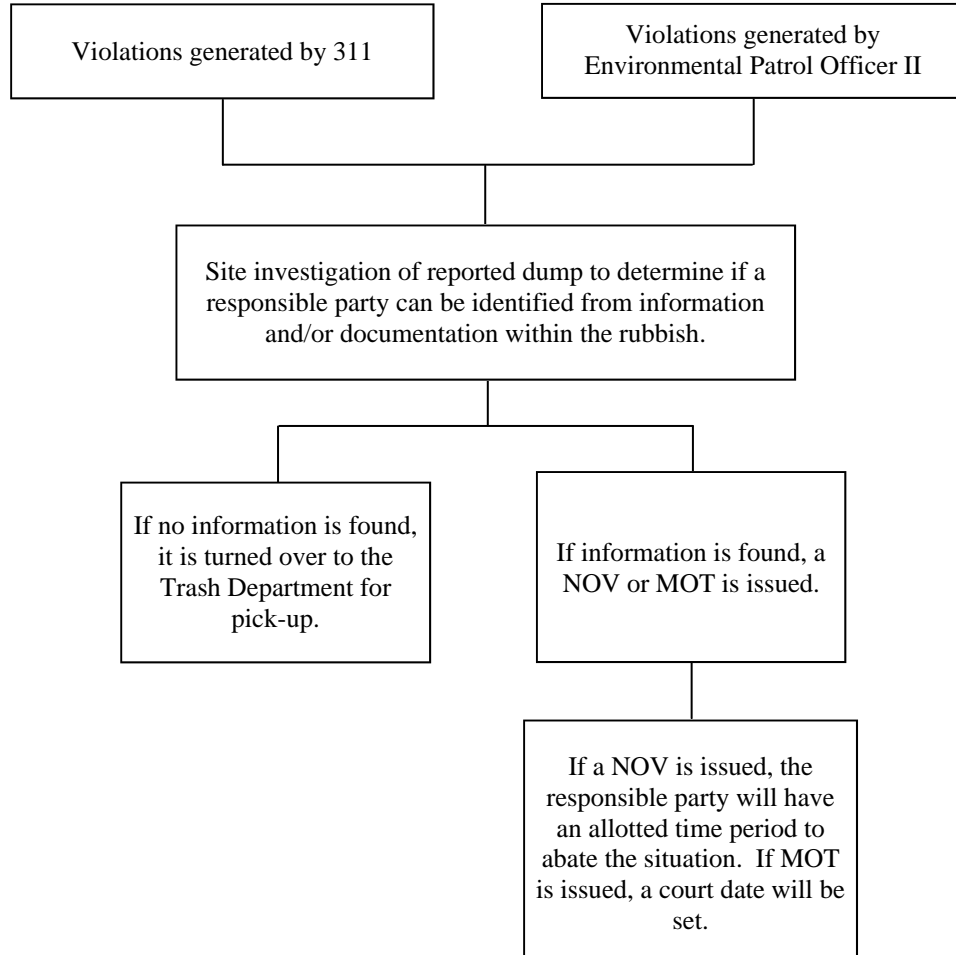 Violations generated by 311
Violations generated by
Environmental Patrol Officer II
Site investigation of reported dump to determine if a
responsible party can be identified from information
and/or documentation within the rubbish.
If no information is found,
it is turned over to the
Trash Department for
pick-up.
If information is found, a
NOV or MOT is issued.
If a NOV is issued, the
responsible party will have
an allotted time period to
abate the situation.  If MOT
is issued, a court date will be
set.